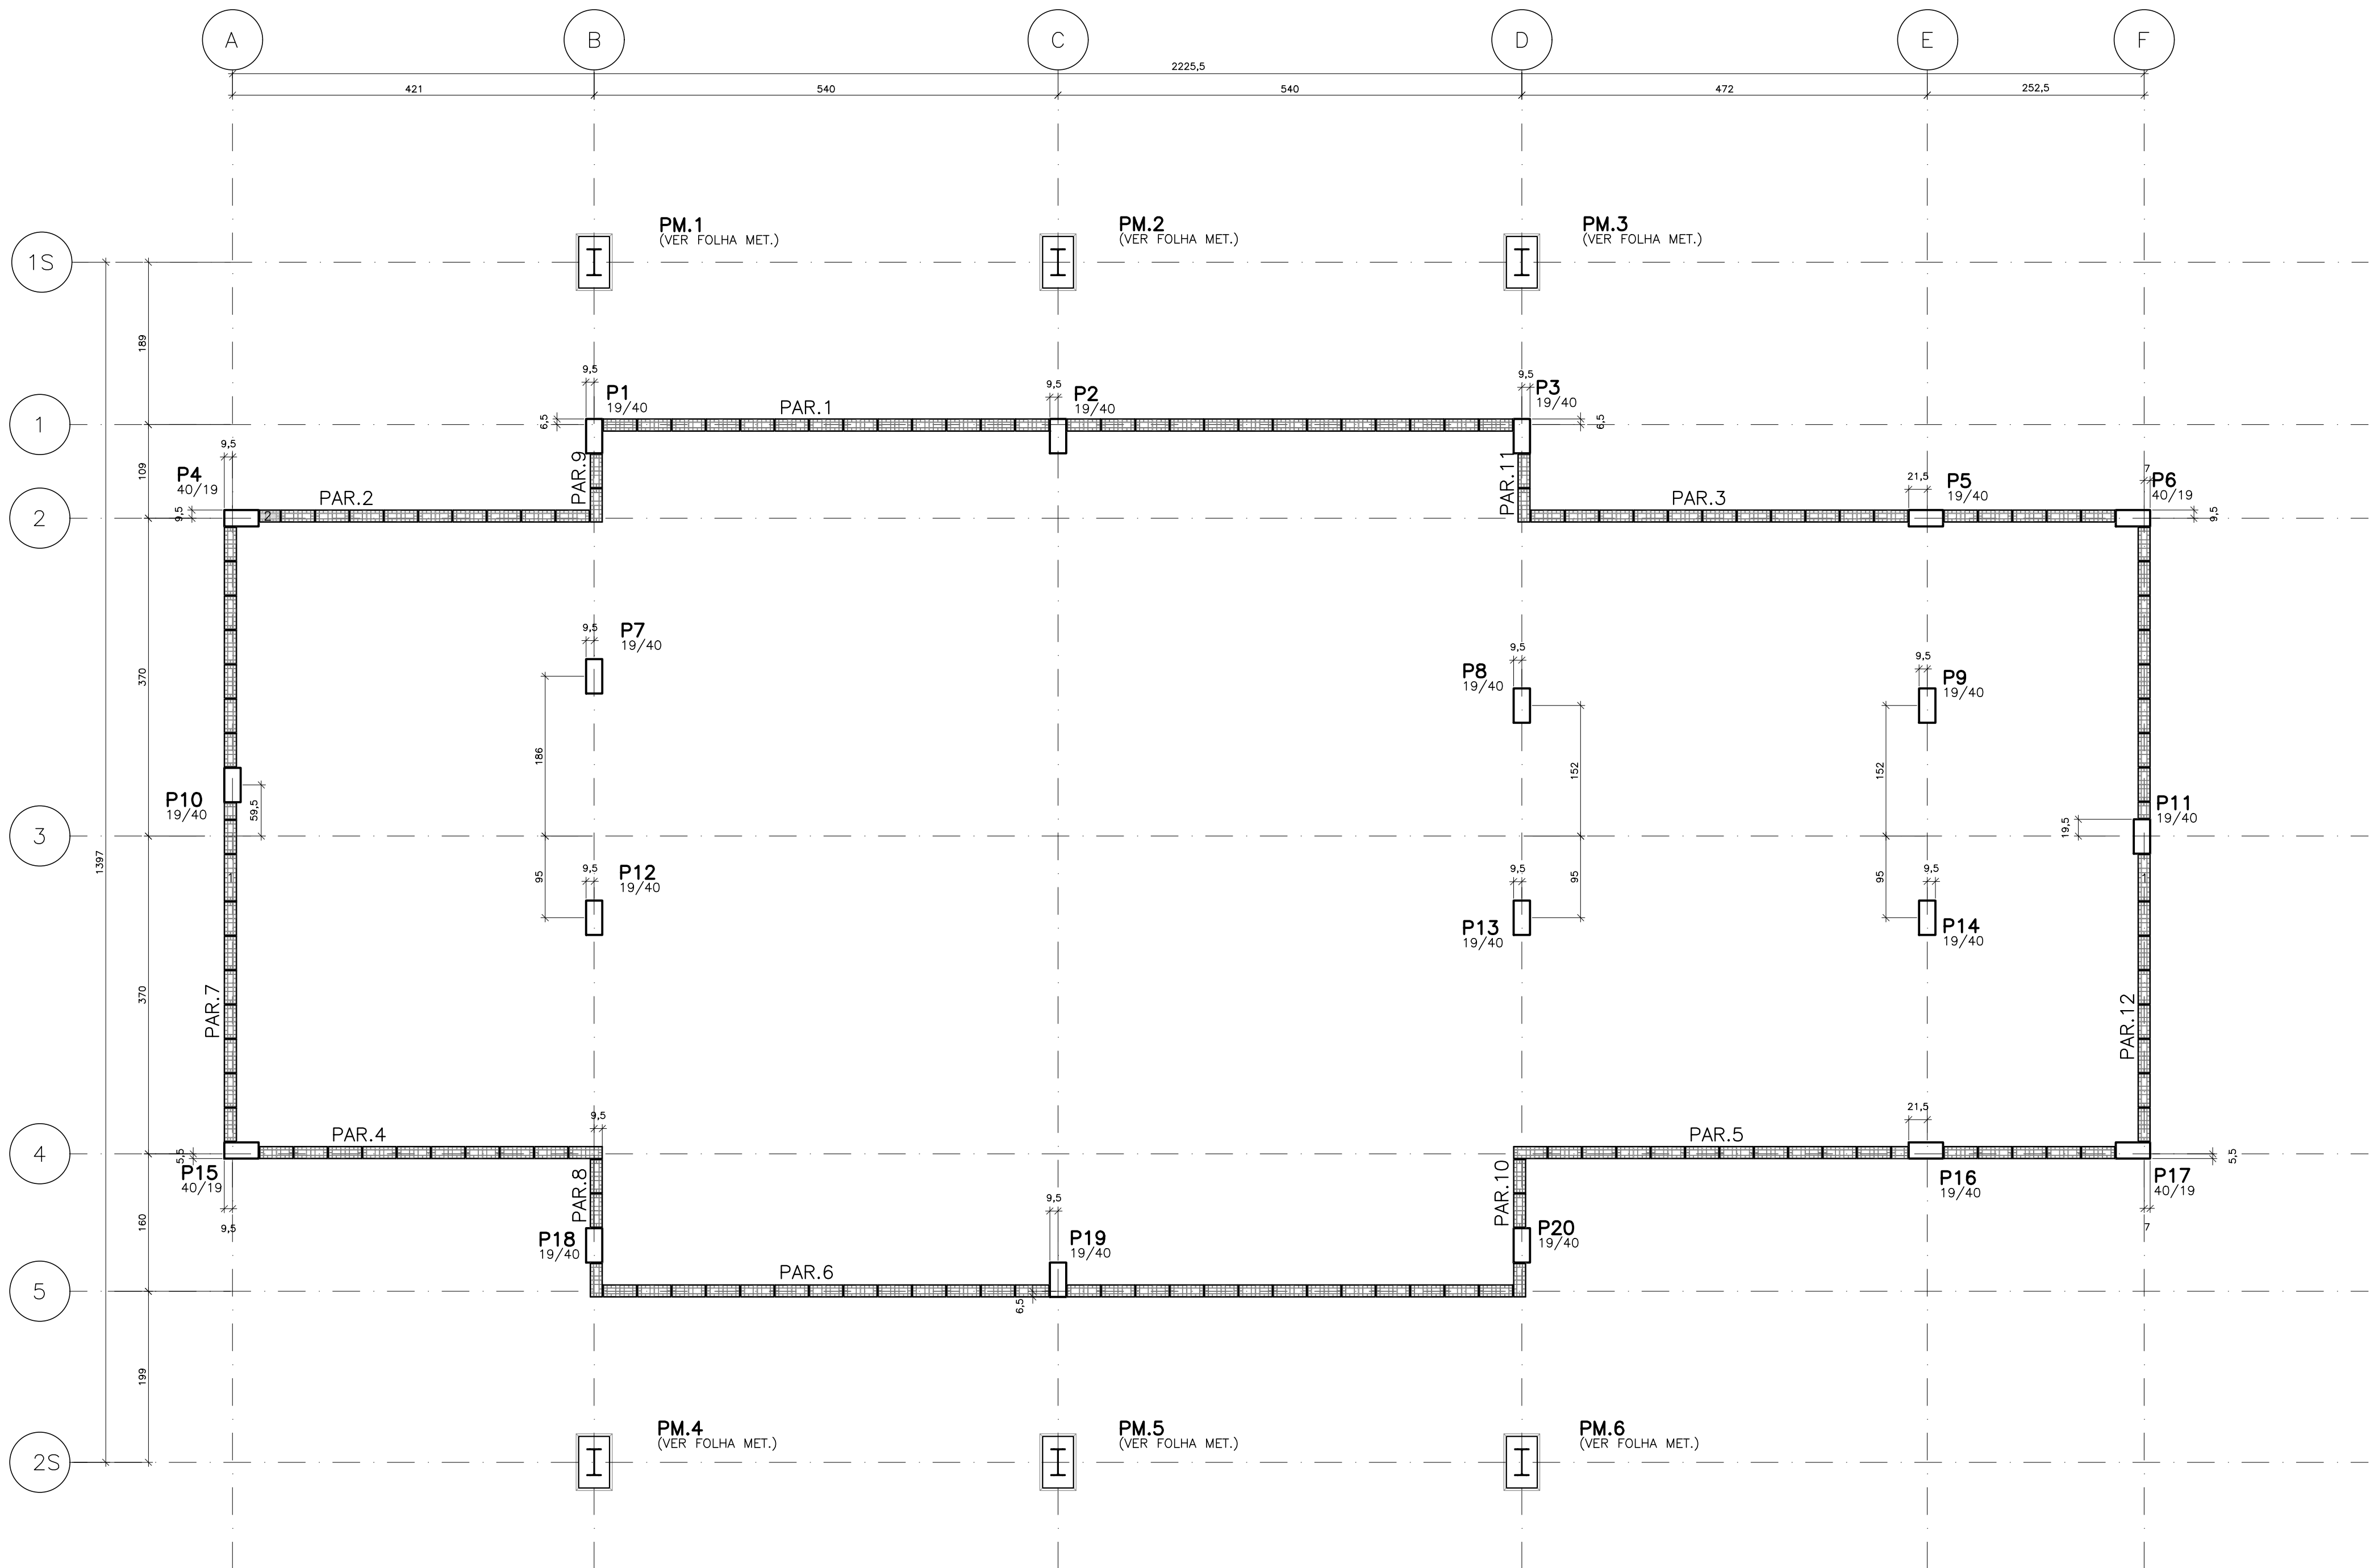 A
B
C
D
E
F
2225,5
421
540
540
472
252,5
1S
PM.1
(VER FOLHA MET.)
PM.2
(VER FOLHA MET.)
PM.3
(VER FOLHA MET.)
189
9,5
P1
19/40
9,5
P2
19/40
9,5
P3
19/40
PAR.1
6,5
6,5
1
9,5
109
P4
40/19
PAR.2
PAR.9
PAR.11
PAR.3
21,5
P5
19/40
7
P6
40/19
2
9,5
2
9,5
9,5
P7
19/40
370
9,5
P8
19/40
9,5
P9
19/40
186
152
152
P10
19/40
59,5
P11
19/40
19,5
3
1397
9,5
P12
19/40
95
1
9,5
95
95
9,5
1
P13
19/40
P14
19/40
370
PAR.7
PAR.12
9,5
PAR.4
PAR.5
21,5
4
5,5
5,5
P15
40/19
9,5
PAR.8
PAR.10
P16
19/40
P17
40/19
7
160
P18
19/40
9,5
P19
19/40
P20
19/40
PAR.6
6,5
5
199
PM.4
(VER FOLHA MET.)
PM.5
(VER FOLHA MET.)
PM.6
(VER FOLHA MET.)
2S